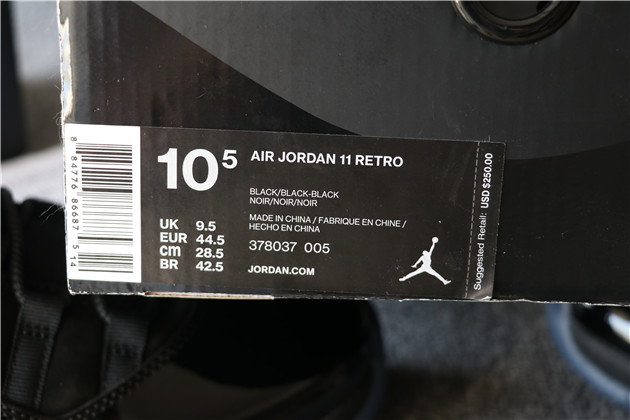 8 84776 86687 5 14
10⁵ AIR JORDAN 11 RETRO
BLACK/BLACK-BLACK
NOIR/NOIR/NOIR
MADE IN CHINA / FABRIQUE EN CHINE /
HECHO EN CHINA
378037 005
JORDAN.COM
UK 9.5
EUR 44.5
cm 28.5
BR 42.5
Suggested Retail: USD $250.00